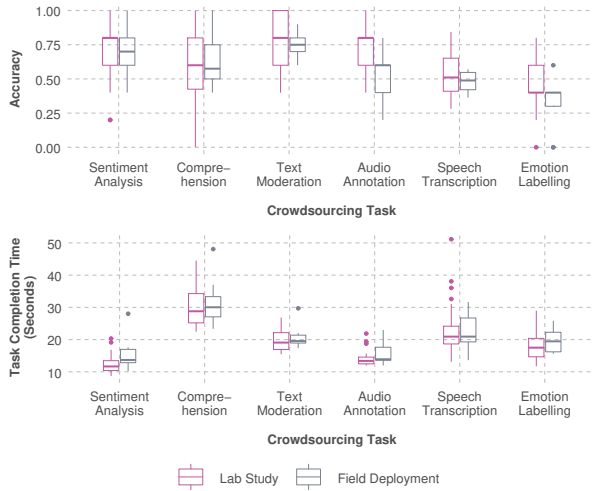 Accuracy
1.00
0.75
0.50
0.25
0.00
Sentiment Analysis
Compre–hension
Text Moderation
Audio Annotation
Speech Transcription
Emotion Labelling
Crowdsourcing Task
Task Completion Time
(Seconds)
50
40
30
20
10
Sentiment Analysis
Compre–hension
Text Moderation
Audio Annotation
Speech Transcription
Emotion Labelling
Crowdsourcing Task
Lab Study
Field Deployment